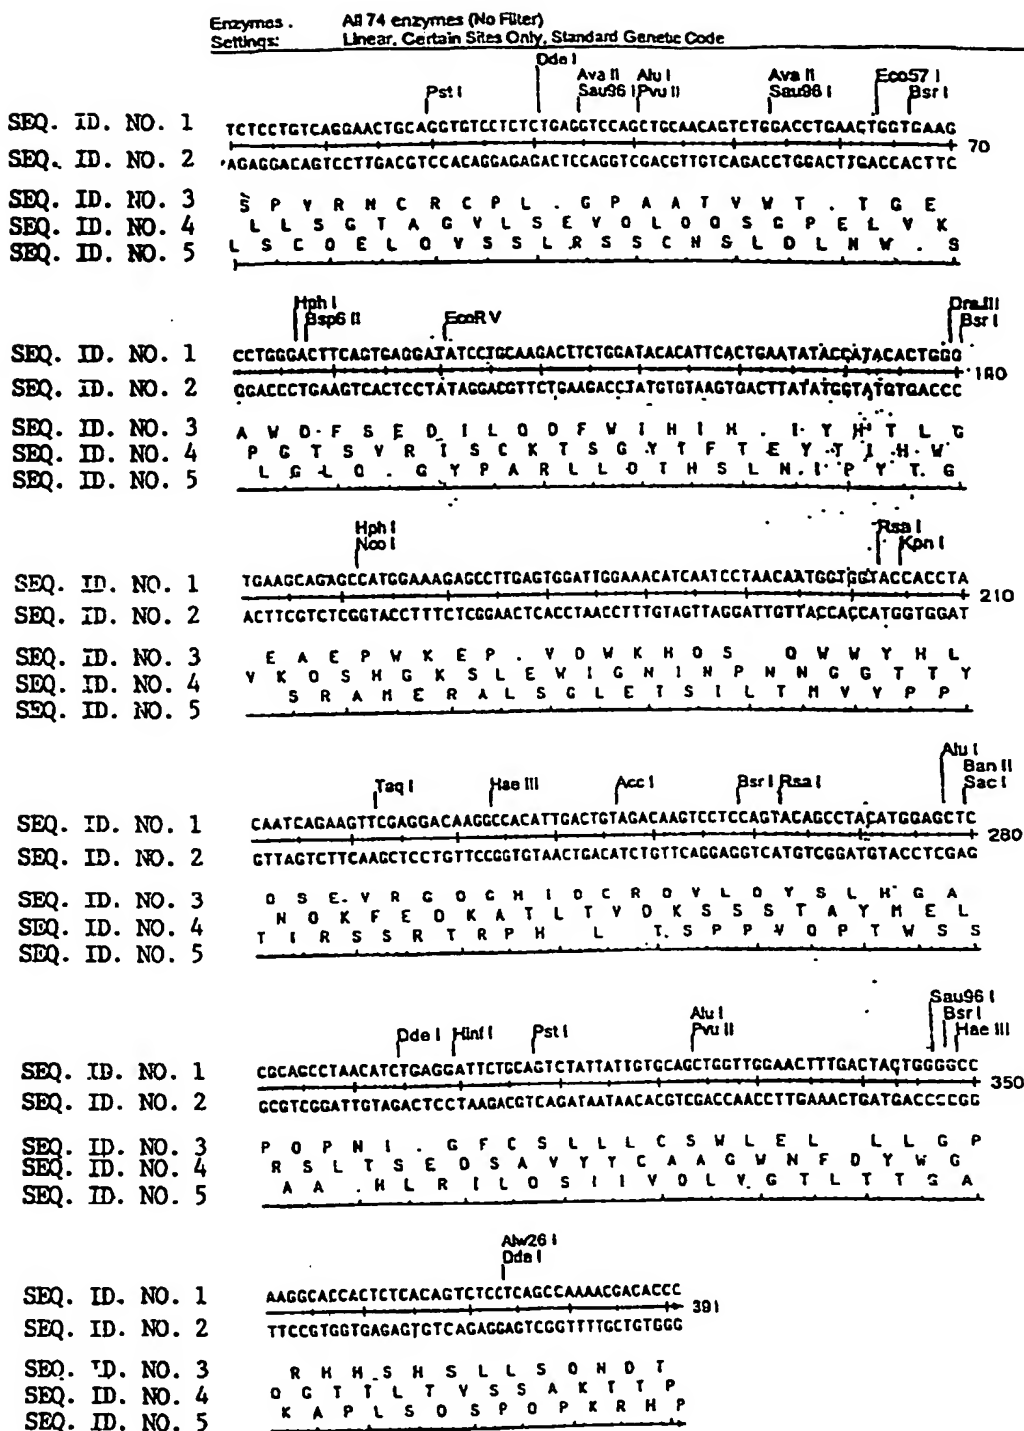 Enzymes . All 74 enzymes (No Filter)
Settings: Linear, Certain Sites Only, Standard Genetic Code
Dde I
Ava II Alu I Ava II Eco57 I
Pst I Sau96 I Pvu II Sau96 I Bsr I
SEQ. ID. NO. 1 TCTCCTGTCAGGAACTGCAGGTGTCCTCTCTGAGGTCCAGCTGCAACAGTCTGGACCTGAACTGGTGAAG
70
SEQ. ID. NO. 2 AGAGGACAGTCCTTGACGTCCACAGGAGAGACTCCAGGTCGACGTTGTCAGACCTGGACTTGACCACTTC
SEQ. ID. NO. 3 S P V R N C R C P L . G P A A T V W T . T G E
SEQ. ID. NO. 4 L L S G T A G V L S E V Q L Q Q S G P E L V K
SEQ. ID. NO. 5 L S C Q E L Q V S S L R S S C N S L D L N W . S
Hph I Dra III
Bsp6 II EcoR V Bsr I
SEQ. ID. NO. 1 CCTGGGACTTCAGTGAGGATATCCTGCAAGACTTCTGGATACACATTCACTGAATATACCATACACTGGG
140
SEQ. ID. NO. 2 GGACCCTGAAGTCACTCCTATAGGACGTTCTGAAGACCTATGTGTAAGTGACTTATATGGTATGTGACCC
SEQ. ID. NO. 3 A W D F S E D I L Q D F W I H I H . I Y H T L G
SEQ. ID. NO. 4 P G T S V R I S C K T S G Y T F T E Y T I H W
SEQ. ID. NO. 5 L G L Q . G Y P A R L L D T H S L N I P Y T G
Hph I Rsa I
Nco I Kpn I
SEQ. ID. NO. 1 TGAAGCAGAGCCATGGAAAGAGCCTTGAGTGGATTGGAAACATCAATCCTAACAATGGTGGTACCACCTA
210
SEQ. ID. NO. 2 ACTTCGTCTCGGTACCTTTCTCGGAACTCACCTAACCTTTGTAGTTAGGATTGTTACCACCATGGTGGAT
SEQ. ID. NO. 3 E A E P W K E P . V D W K H Q S Q W W Y H L
SEQ. ID. NO. 4 V K Q S H G K S L E W I G N I N P N N G G T T Y
SEQ. ID. NO. 5 S R A M E R A L S G L E T S I L T M V V P P
Alu I
Ban II
Taq I Hae III Acc I Bsr I Rsa I Sac I
SEQ. ID. NO. 1 CAATCAGAAGTTCGAGGACAAGGCCACATTGACTGTAGACAAGTCCTCCAGTACAGCCTACATGGAGCTC
280
SEQ. ID. NO. 2 GTTAGTCTTCAAGCTCCTGTTCCGGTGTAACTGACATCTGTTCAGGAGGTCATGTCGGATGTACCTCGAG
SEQ. ID. NO. 3 Q S E V R G Q G H I D C R Q V L Q Y S L H G A
SEQ. ID. NO. 4 N Q K F E D K A T L T V D K S S S T A Y M E L
SEQ. ID. NO. 5 T I R S S R T R P H L T S P P V Q P T W S S
Sau96 I
Alu I Bsr I
Dde I Hinf I Pst I Pvu II Hae III
SEQ. ID. NO. 1 CGCAGCCTAACATCTGAGGATTCTGCAGTCTATTATTGTGCAGCTGGTTGGAACTTTGACTACTGGGGCC
350
SEQ. ID. NO. 2 GCGTCGGATTGTAGACTCCTAAGACGTCAGATAATAACACGTCGACCAACCTTGAAACTGATGACCCCGG
SEQ. ID. NO. 3 P Q P N I . G F C S L L L C S W L E L L L G P
SEQ. ID. NO. 4 R S L T S E D S A V Y Y C A A G W N F D Y W G
SEQ. ID. NO. 5 A A . H L R I L Q S I I V Q L V G T L T T G A
Alw26 I
Dde I
SEQ. ID. NO. 1 AAGGCACCACTCTCACAGTCTCCTCAGCCAAAACGACACCC
391
SEQ. ID. NO. 2 TTCCGTGGTGAGAGTGTCAGAGGAGTCGGTTTTGCTGTGGG
SEQ. ID. NO. 3 R H H S H S L L S Q N D T
SEQ. ID. NO. 4 Q G T T L T V S S A K T T P
SEQ. ID. NO. 5 K A P L S Q S P Q P K R H P